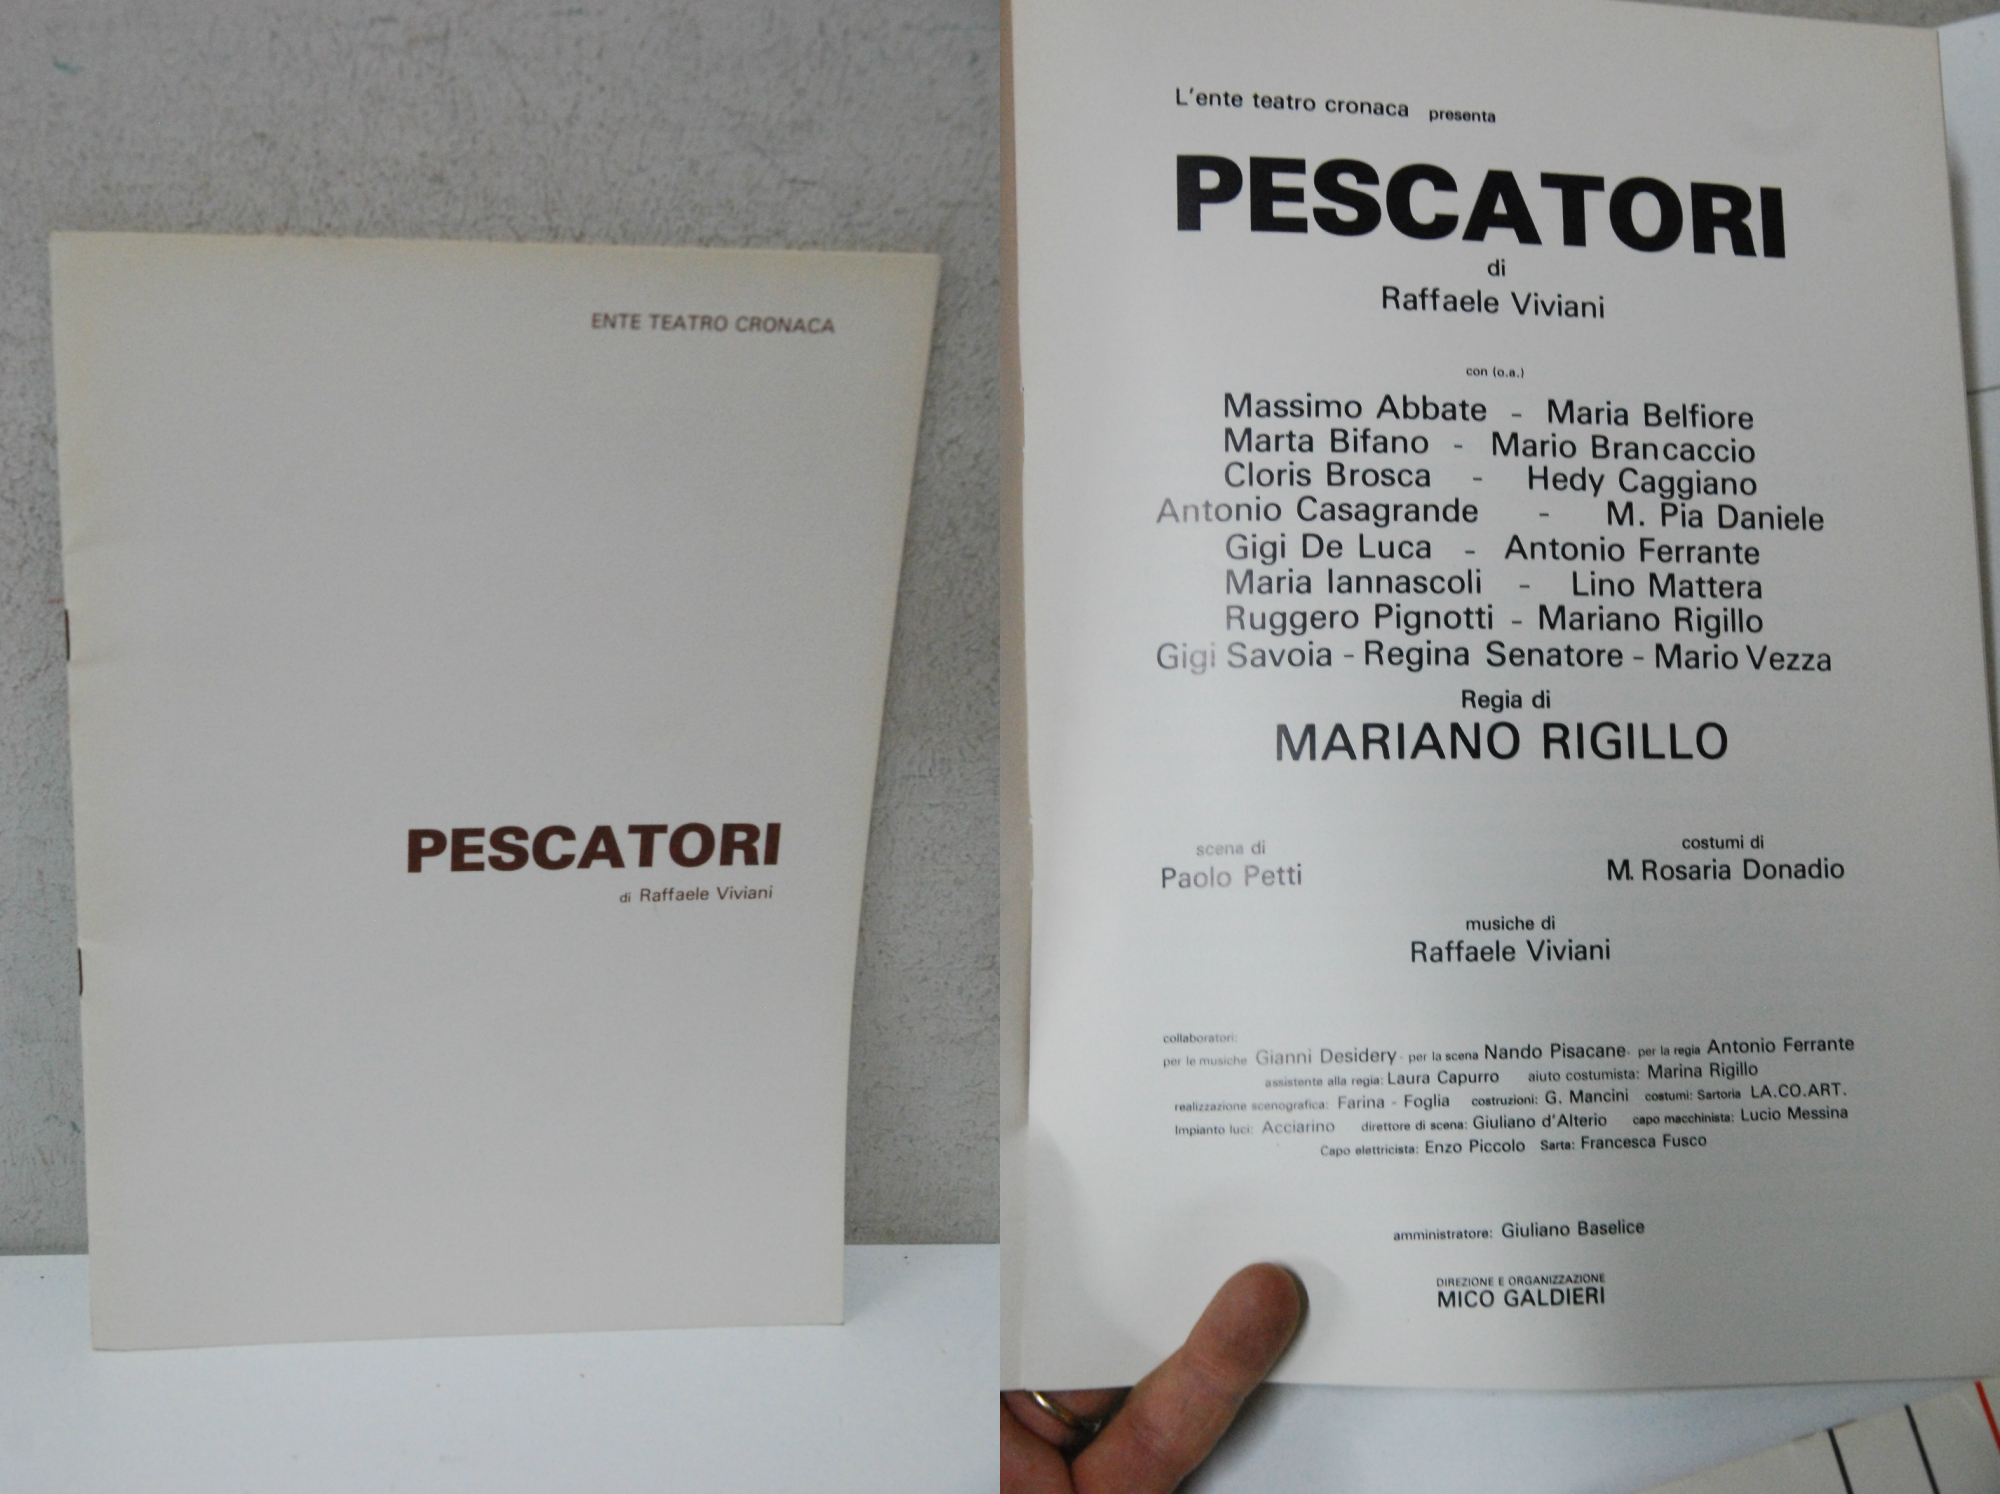 ENTE TEATRO CRONACA
PESCATORI
di Raffaele Viviani
L'ente teatro cronaca presenta
PESCATORI
di
Raffaele Viviani
con (o.a.)
Massimo Abbate - Maria Belfiore
Marta Bifano - Mario Brancaccio
Cloris Brosca - Hedy Caggiano
Antonio Casagrande - M. Pia Daniele
Gigi De Luca - Antonio Ferrante
Maria Iannascoli - Lino Mattera
Ruggero Pignotti - Mariano Rigillo
Gigi Savoia - Regina Senatore - Mario Vezza
Regia di
MARIANO RIGILLO
scena di
Paolo Petti
costumi di
M. Rosaria Donadio
musiche di
Raffaele Viviani
collaboratori:
per le musiche Gianni Desidery - per la scena Nando Pisacane - per la regia Antonio Ferrante
assistente alla regia: Laura Capurro aiuto costumista: Marina Rigillo
realizzazione scenografica: Farina - Foglia costruzioni: G. Mancini costumi: Sartoria LA.CO.ART.
Impianto luci: Acciarino direttore di scena: Giuliano d'Alterio capo macchinista: Lucio Messina
Capo elettricista: Enzo Piccolo Sarta: Francesca Fusco
amministratore: Giuliano Baselice
DIREZIONE E ORGANIZZAZIONE
MICO GALDIERI